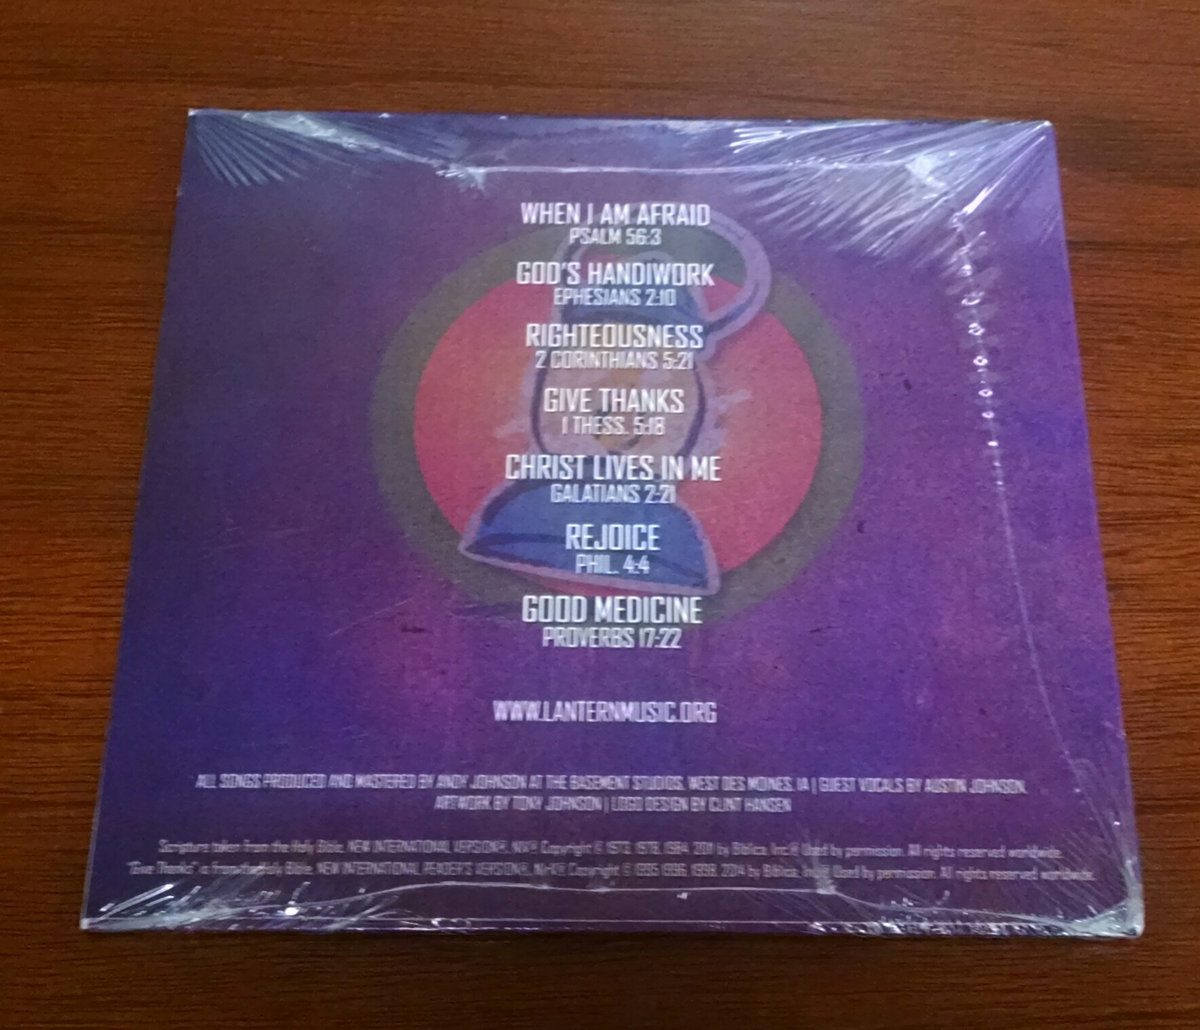 WHEN I AM AFRAID
PSALM 56:3
GOD'S HANDIWORK
EPHESIANS 2:10
RIGHTEOUSNESS
2 CORINTHIANS 5:21
GIVE THANKS
1 THESS. 5:18
CHRIST LIVES IN ME
GALATIANS 2:21
REJOICE
PHIL. 4:4
GOOD MEDICINE
PROVERBS 17:22
WWW.LANTERNMUSIC.ORG
ALL SONGS PRODUCED AND MASTERED BY ANDY JOHNSON AT THE BASEMENT STUDIOS, WEST DES MOINES, IA | GUEST VOCALS BY AUSTIN JOHNSON,
ARTWORK BY TONY JOHNSON | LOGO DESIGN BY CLINT HANSEN
Scripture taken from the Holy Bible, NEW INTERNATIONAL VERSION®, NIV® Copyright © 1973, 1978, 1984, 2011 by Biblica, Inc.® Used by permission. All rights reserved worldwide.
"Give Thanks" is from the Holy Bible, NEW INTERNATIONAL READER'S VERSION®, NIrV® Copyright © 1995, 1996, 1998, 2014 by Biblica, Inc.® Used by permission. All rights reserved worldwide.